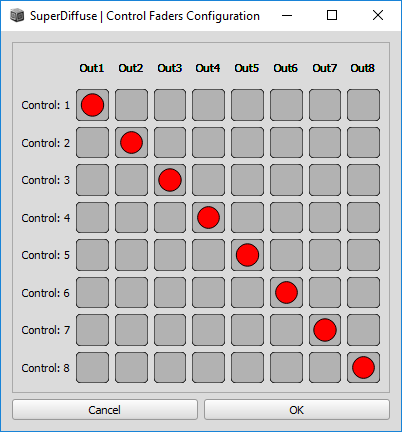 SuperDiffuse | Control Faders Configuration
Out1 Out2 Out3 Out4 Out5 Out6 Out7 Out8
Control: 1
Control: 2
Control: 3
Control: 4
Control: 5
Control: 6
Control: 7
Control: 8
Cancel OK